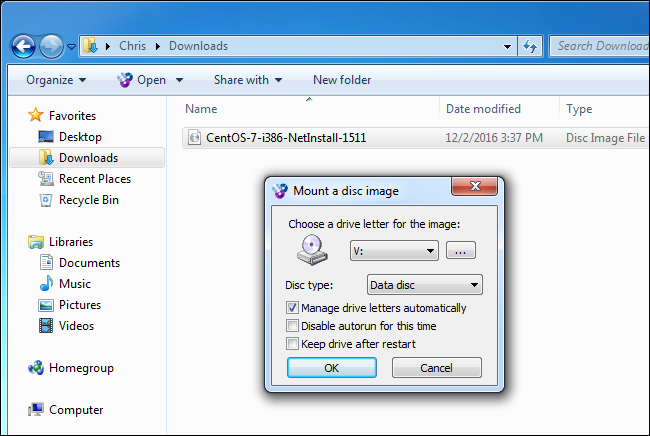 Chris Downloads Search Download
Organize Open Share with New folder
Name Date modified Type
Favorites
Desktop
Downloads
Recent Places
Recycle Bin
Libraries
Documents
Music
Pictures
Videos
Homegroup
Computer
CentOS-7-i386-NetInstall-1511 12/2/2016 3:37 PM Disc Image File
Mount a disc image
Choose a drive letter for the image:
V: ...
Disc type: Data disc
Manage drive letters automatically
Disable autorun for this time
Keep drive after restart
OK Cancel